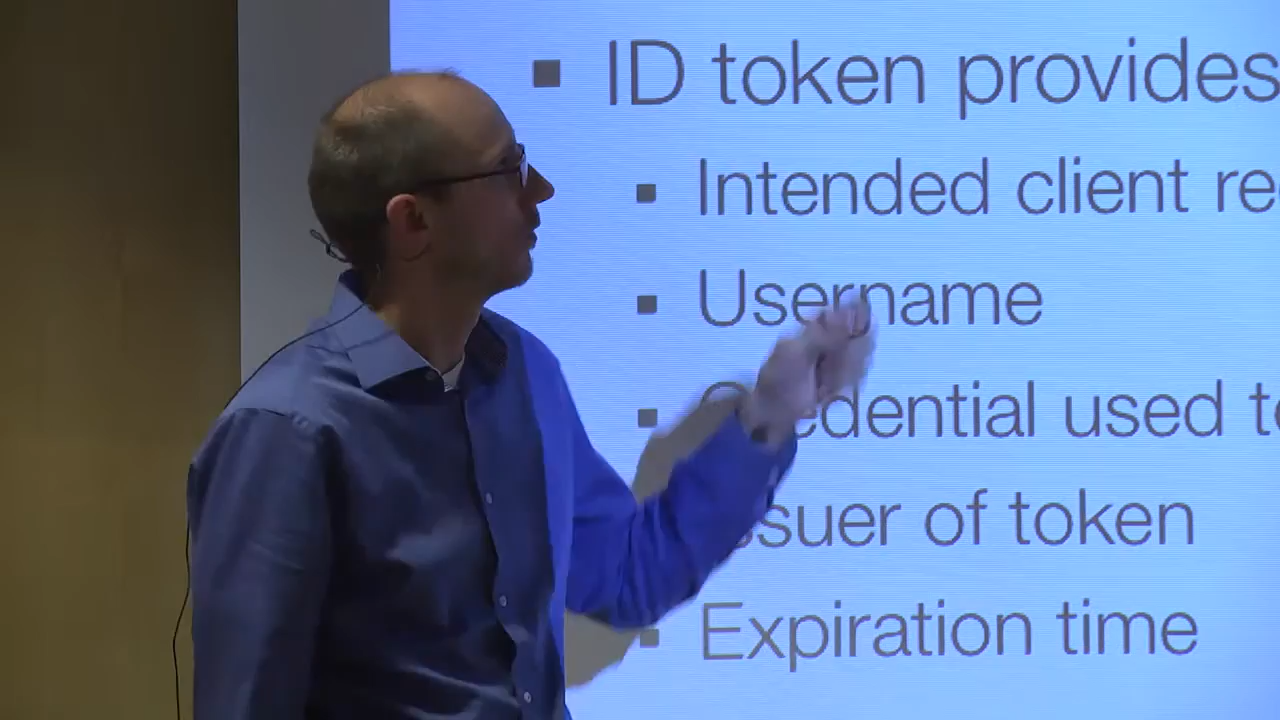 ID token provides
Intended client
Username
used
of token
Expiration time